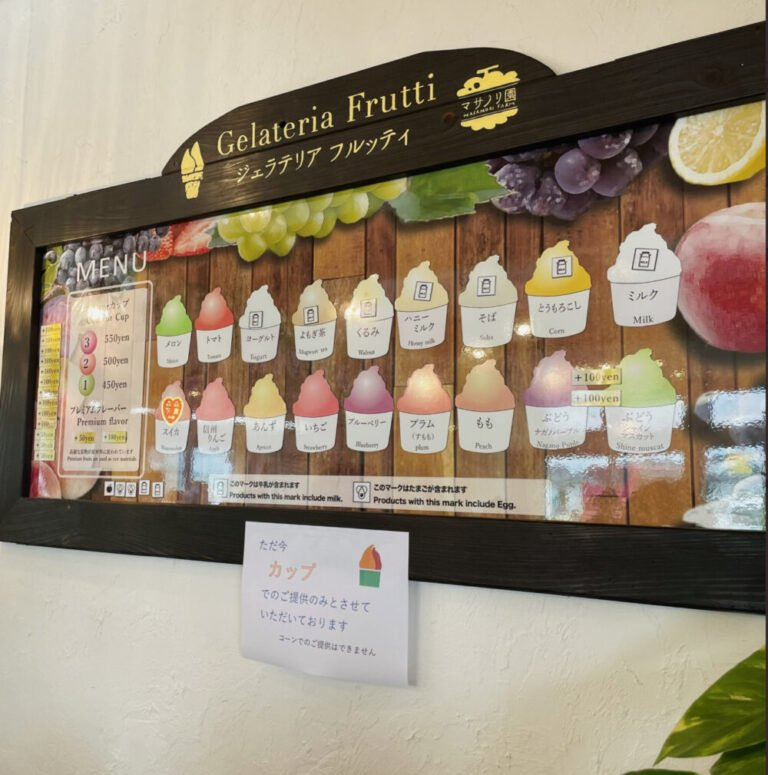 Gelateria Frutti
ジェラテリア フルッティ
マサノリ園
MASANORI FARM
MENU
カップ
Cup
3 550yen
2 500yen
1 450yen
プレミアムフレーバー
Premium flavor
+50yen +100yen
メロン
Melon
トマト
Tomato
ヨーグルト
Yogurt
よもぎ茶
Mugwort tea
くるみ
Walnut
ハニー
ミルク
Honey milk
そば
Soba
とうもろこし
Corn
ミルク
Milk
スイカ
Watermelon
信州
りんご
Apple
あんず
Apricot
いちご
Strawberry
ブルーベリー
Blueberry
プラム
(すもも)
plum
もも
Peach
+100yen
ぶどう
ナガノパープル
Nagano Purple
+100yen
ぶどう
シャイン
マスカット
Shine muscat
このマークは牛乳が含まれます
Products with this mark include milk.
このマークはたまごが含まれます
Products with this mark include Egg.
ただ今
カップ
でのご提供のみとさせて
いただいております
コーンでのご提供はできません